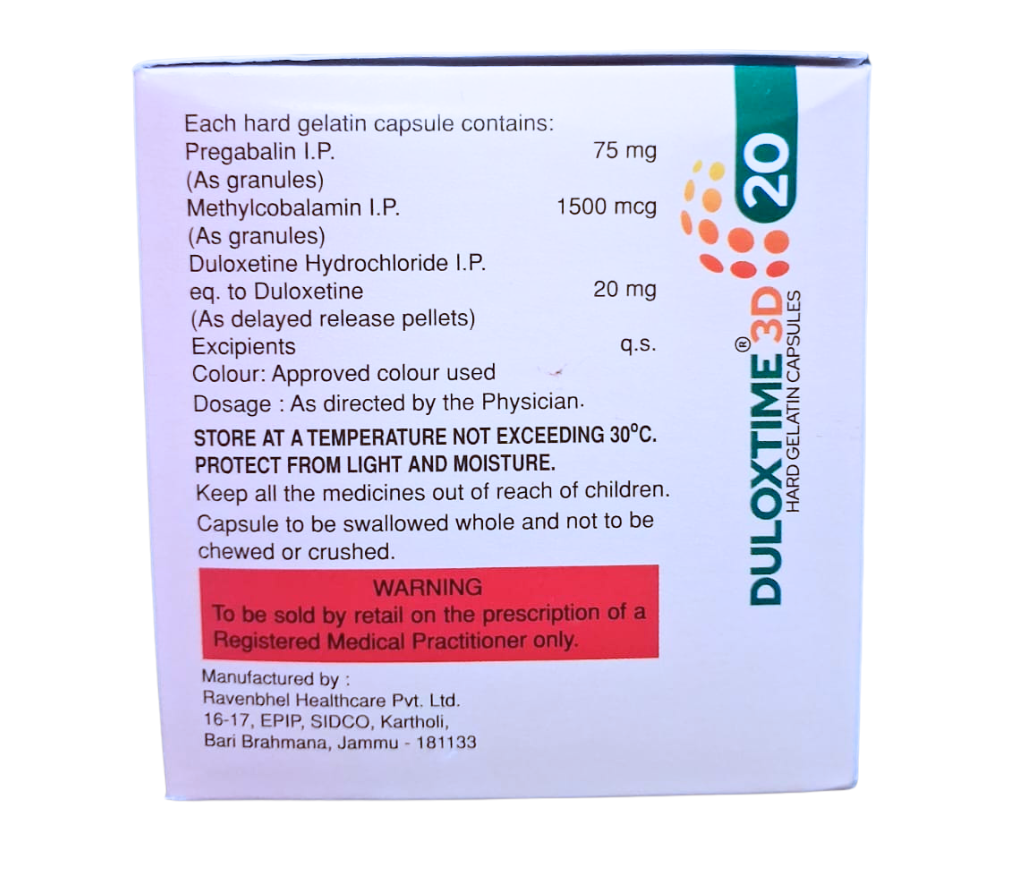 Each hard gelatin capsule contains:
Pregabalin I.P. 75 mg
(As granules)
Methylcobalamin I.P. 1500 mcg
(As granules)
Duloxetine Hydrochloride I.P.
eq. to Duloxetine 20 mg
(As delayed release pellets)
Excipients q.s.
Colour: Approved colour used
Dosage : As directed by the Physician.
STORE AT A TEMPERATURE NOT EXCEEDING 30⁰C.
PROTECT FROM LIGHT AND MOISTURE.
Keep all the medicines out of reach of children.
Capsule to be swallowed whole and not to be
chewed or crushed.
WARNING
To be sold by retail on the prescription of a
Registered Medical Practitioner only.
Manufactured by :
Ravenbhel Healthcare Pvt. Ltd.
16-17, EPIP, SIDCO, Kartholi,
Bari Brahmana, Jammu - 181133
DULOXTIME® 3D 20
HARD GELATIN CAPSULES